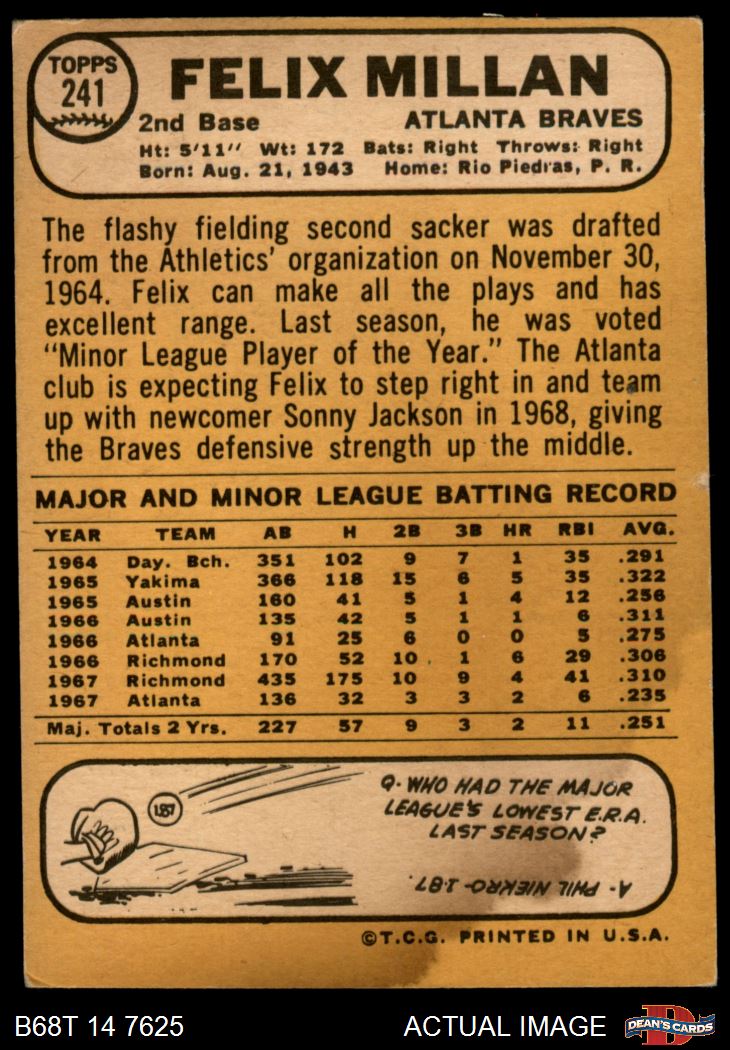 TOPPS
241
FELIX MILLAN
2nd Base ATLANTA BRAVES
Ht: 5'11" Wt: 172 Bats: Right Throws: Right
Born: Aug. 21, 1943 Home: Rio Piedras, P. R.
The flashy fielding second sacker was drafted
from the Athletics' organization on November 30,
1964. Felix can make all the plays and has
excellent range. Last season, he was voted
"Minor League Player of the Year." The Atlanta
club is expecting Felix to step right in and team
up with newcomer Sonny Jackson in 1968, giving
the Braves defensive strength up the middle.
MAJOR AND MINOR LEAGUE BATTING RECORD
YEAR TEAM AB H 2B 3B HR RBI AVG.
1964 Day. Bch. 351 102 9 7 1 35 .291
1965 Yakima 366 118 15 6 5 35 .322
1965 Austin 160 41 5 1 4 12 .256
1966 Austin 135 42 5 1 1 6 .311
1966 Atlanta 91 25 6 0 0 5 .275
1966 Richmond 170 52 10 1 6 29 .306
1967 Richmond 435 175 10 9 4 41 .310
1967 Atlanta 136 32 3 3 2 6 .235
Maj. Totals 2 Yrs. 227 57 9 3 2 11 .251
1.87
Q- WHO HAD THE MAJOR
LEAGUE'S LOWEST E.R.A.
LAST SEASON?
A- PHIL NIEKRO-1.87.
©T.C.G. PRINTED IN U.S.A.
B68T 14 7625 ACTUAL IMAGE
D
DEAN'S CARDS